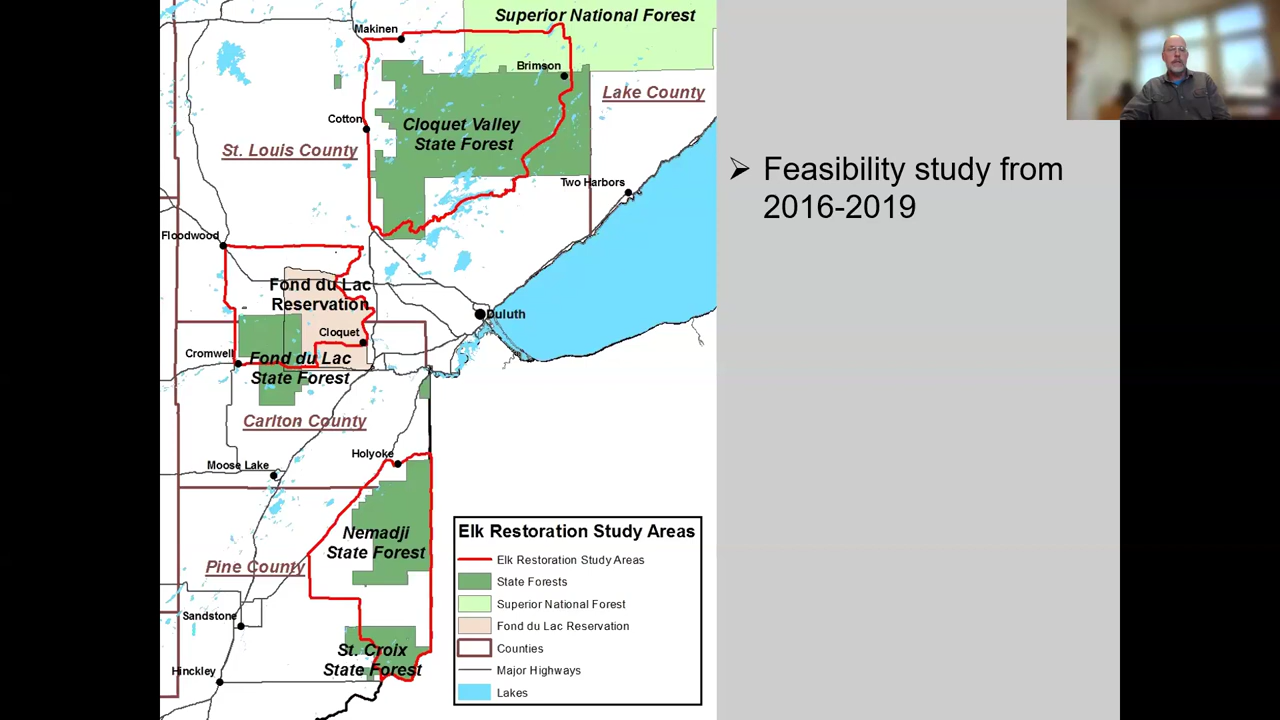 Superior National Forest
Makinen
Brimson
Lake County
Cotton
Cloquet Valley
State Forest
St. Louis County
Two Harbors
Floodwood
Fond du Lac
Reservation
Duluth
Cloquet
Cromwell
Fond du Lac
State Forest
Carlton County
Holyoke
Moose Lake
Nemadji
State Forest
Pine County
Sandstone
St. Croix
State Forest
Hinckley
Elk Restoration Study Areas
Elk Restoration Study Areas
State Forests
Superior National Forest
Fond du Lac Reservation
Counties
Major Highways
Lakes
➢ Feasibility study from
2016-2019